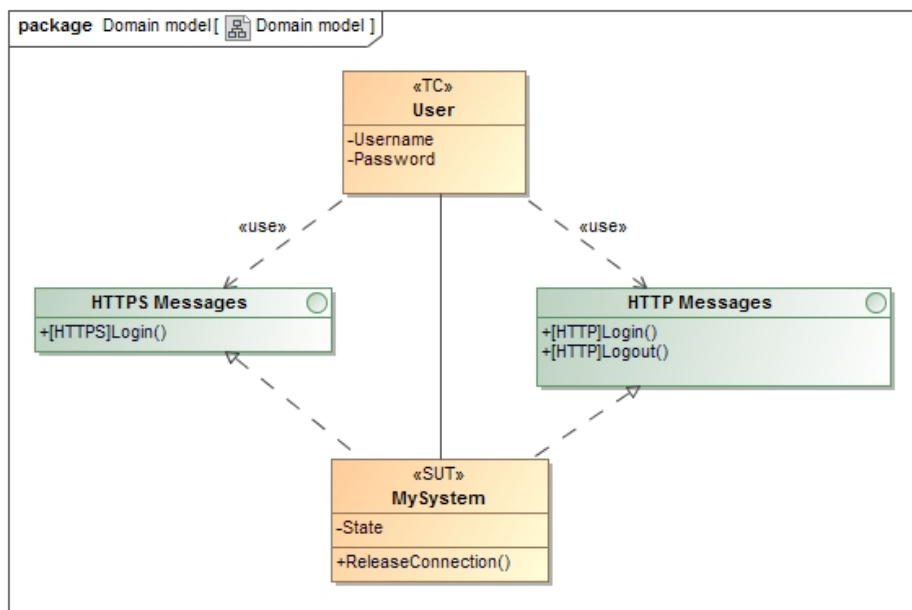 package Domain model[ Domain model ]
«TC»
User
-Username
-Password
«use»
«use»
HTTPS Messages
+[HTTPS]Login()
HTTP Messages
+[HTTP]Login()
+[HTTP]Logout()
«SUT»
MySystem
-State
+ReleaseConnection()